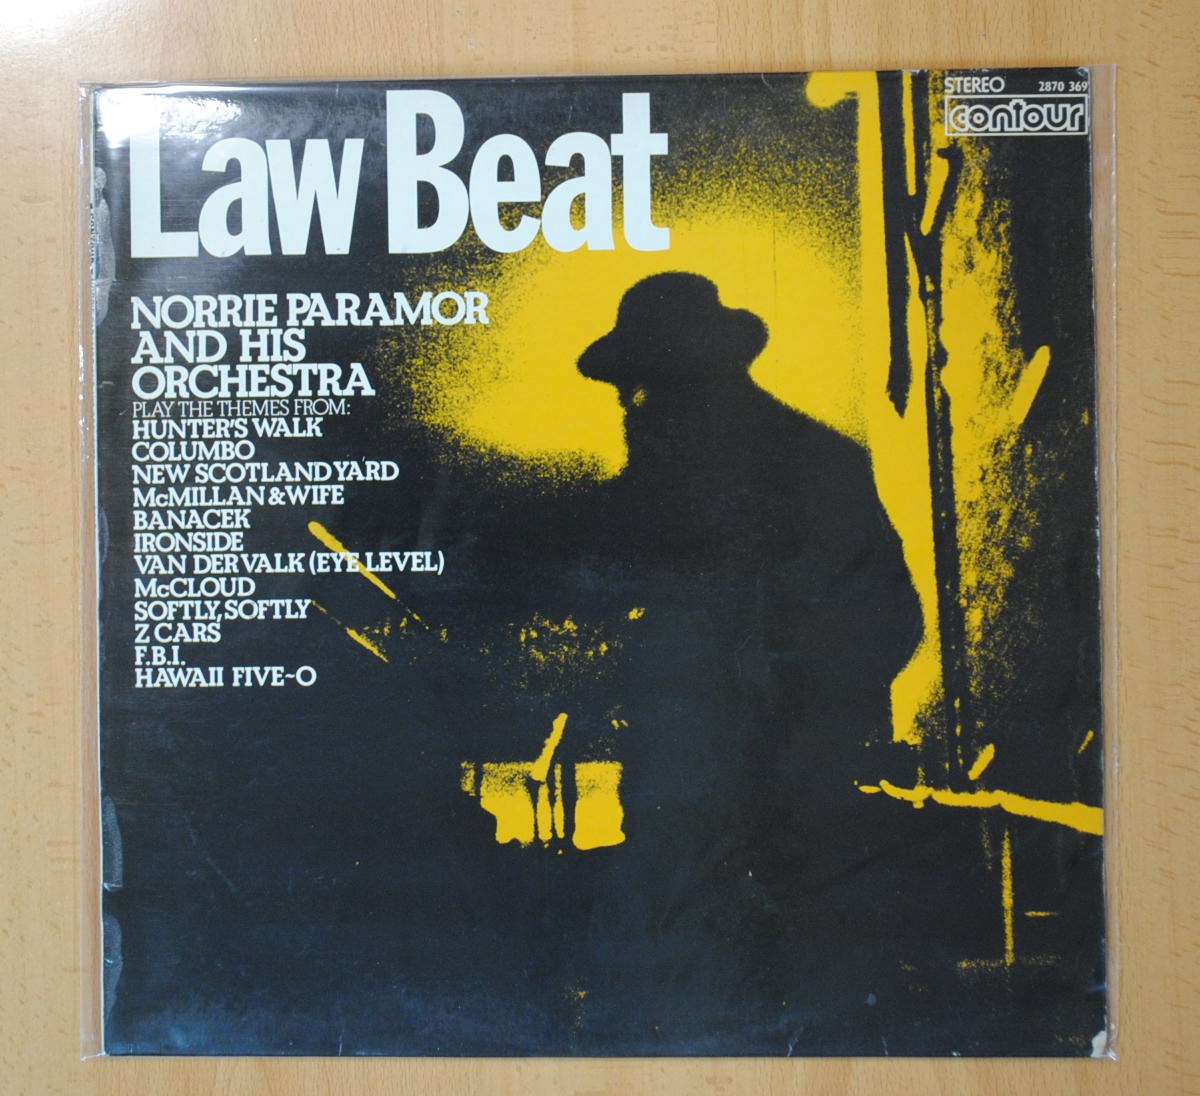 STEREO 2870 369
contour
Law Beat
NORRIE PARAMOR
AND HIS
ORCHESTRA
PLAY THE THEMES FROM:
HUNTER'S WALK
COLUMBO
NEW SCOTLAND YARD
McMILLAN & WIFE
BANACEK
IRONSIDE
VAN DER VALK (EYE LEVEL)
McCLOUD
SOFTLY, SOFTLY
Z CARS
F.B.I.
HAWAII FIVE~O